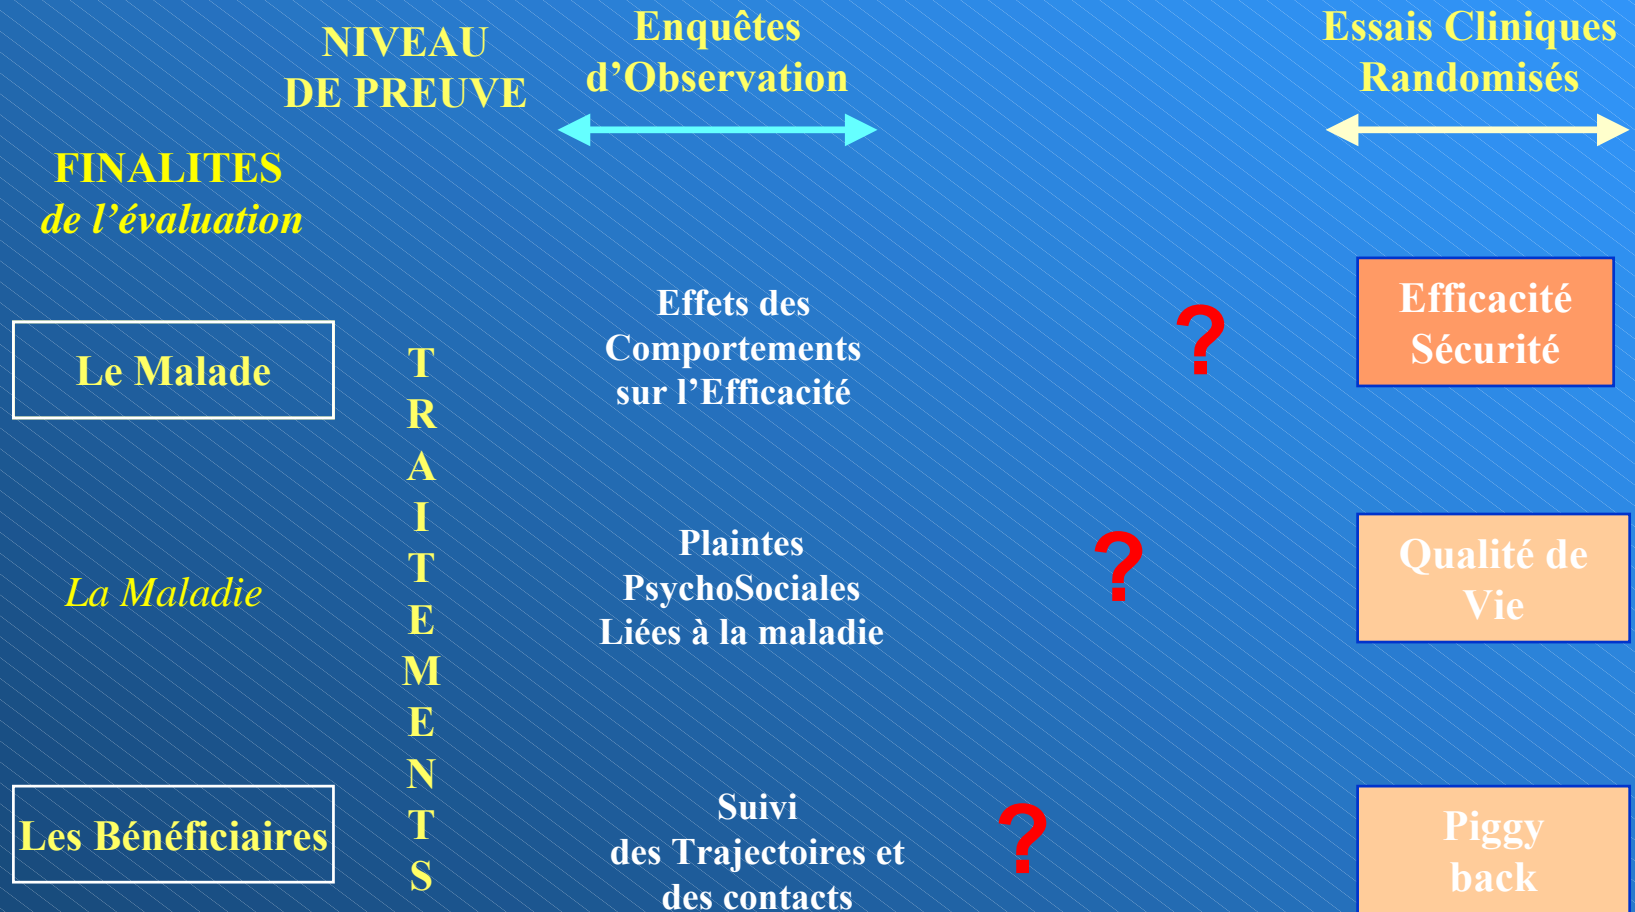 NIVEAU
DE PREUVE
Enquêtes
d’Observation
Essais Cliniques
Randomisés
FINALITES
de l’évaluation
Le Malade
La Maladie
Les Bénéficiaires
T
R
A
I
T
E
M
E
N
T
S
Effets des
Comportements
sur l’Efficacité
?
Efficacité
Sécurité
Plaintes
PsychoSociales
Liées à la maladie
?
Qualité de
Vie
Suivi
des Trajectoires et
des contacts
?
Piggy
back